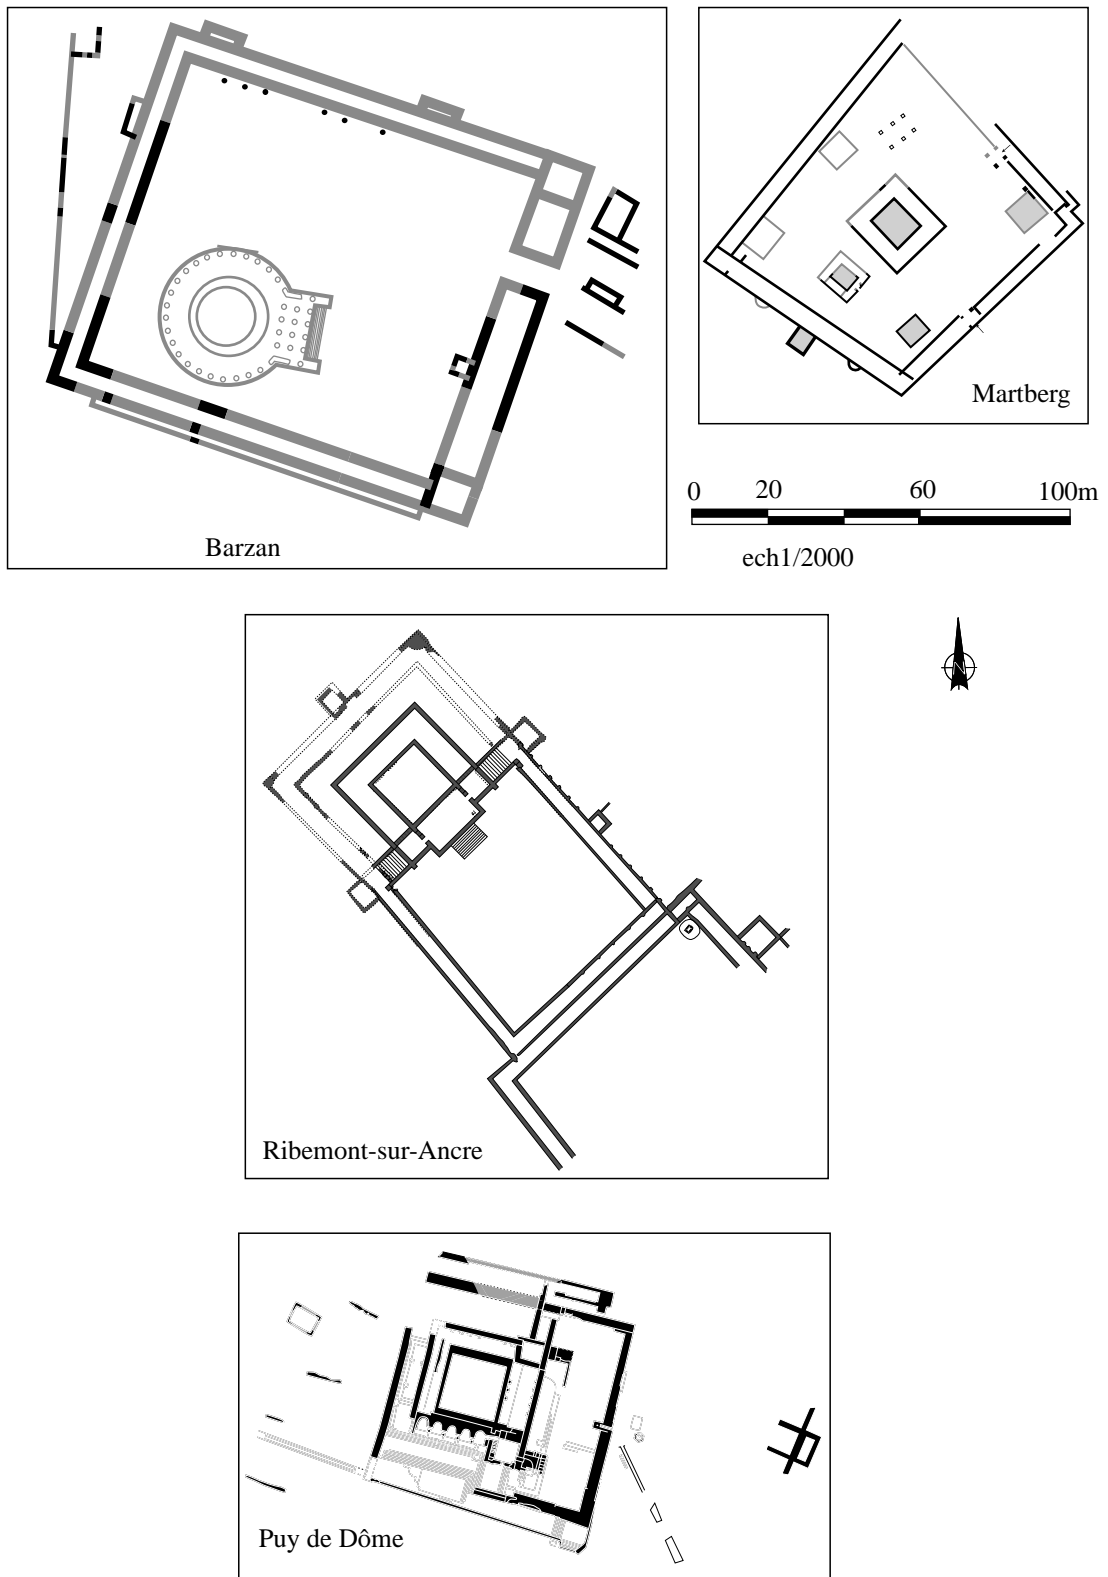 Barzan
Martberg
0 20 60 100m
ech1/2000
N
Ribemont-sur-Ancre
Puy de Dôme